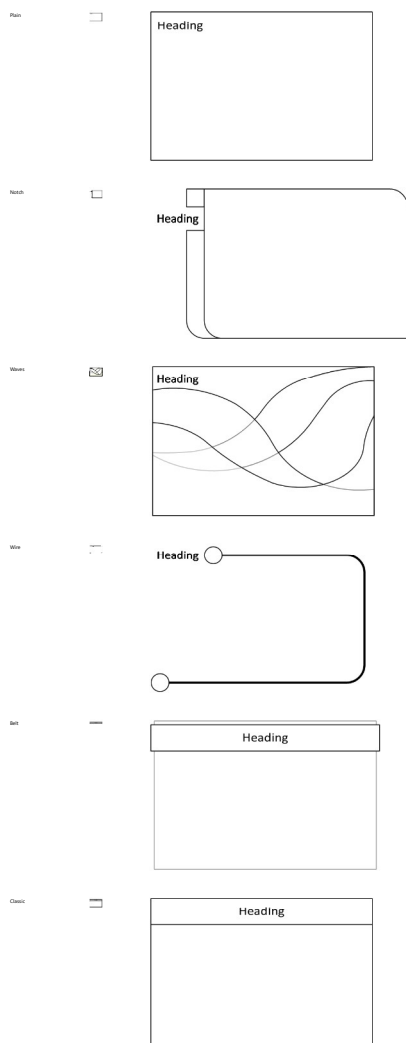 Plain
Heading
Notch
Heading
Waves
Heading
Wire
Heading
Belt
Heading
Classic
Heading